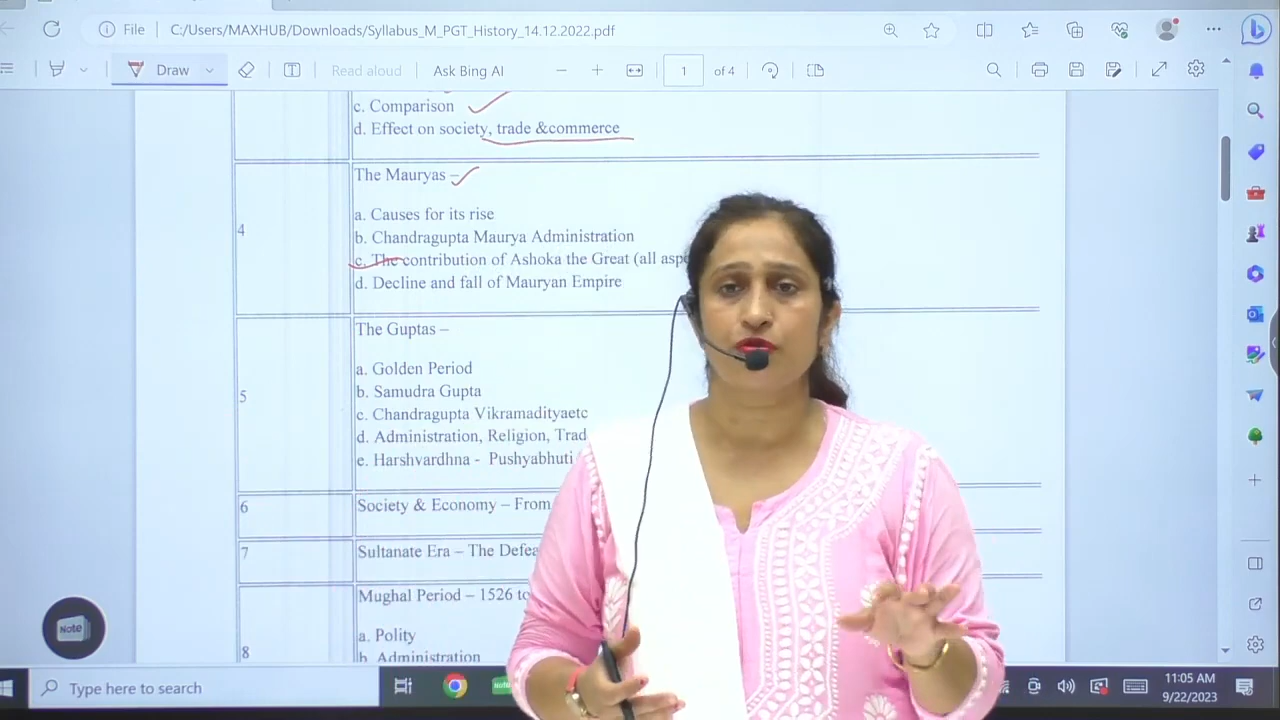 File
C:/Users/MAXHUB/Downloads/Syllabus_M_PGT_History_14.12.2022.pdf
Draw
Read aloud
Ask Bing AI
1
of 4
c. Comparison
d. Effect on society, trade &commerce
4
The Mauryas –
a. Causes for its rise
b. Chandragupta Maurya Administration
c. The contribution of Ashoka the Great (all
d. Decline and fall of Mauryan Empire
5
The Guptas –
a. Golden Period
b. Samudra Gupta
c. Chandragupta Vikramadityaetc
d. Administration, Religion,
e. Harshvardhna - Pushyabhuti
6
Society & Economy – From
7
Sultanate Era – The
8
Mughal Period – 1526 to
a. Polity
b. Administration
Note
Type here to search
11:05 AM
9/22/2023